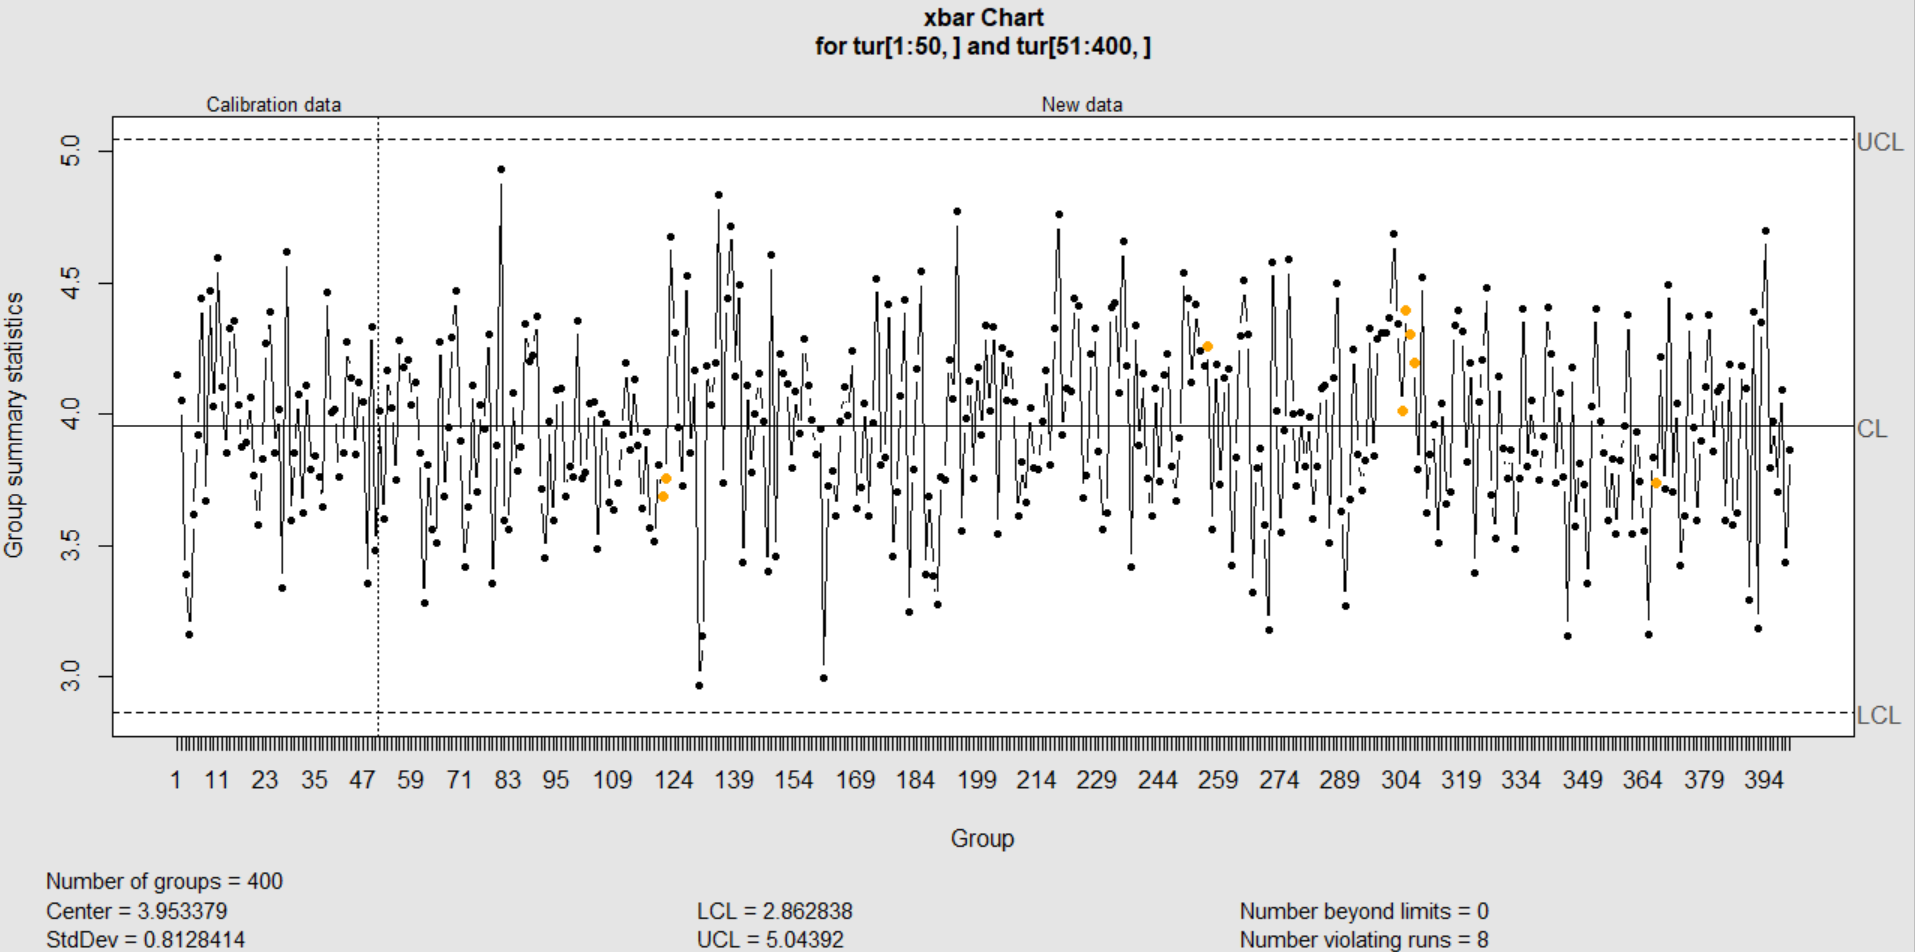 xbar Chart
for tur[1:50, ] and tur[51:400, ]
Calibration data New data
Group summary statistics
5.0
4.5
4.0
3.5
3.0
UCL
CL
LCL
1 11 23 35 47 59 71 83 95 109 124 139 154 169 184 199 214 229 244 259 274 289 304 319 334 349 364 379 394
Group
Number of groups = 400
Center = 3.953379 LCL = 2.862838 Number beyond limits = 0
StdDev = 0.8128414 UCL = 5.04392 Number violating runs = 8